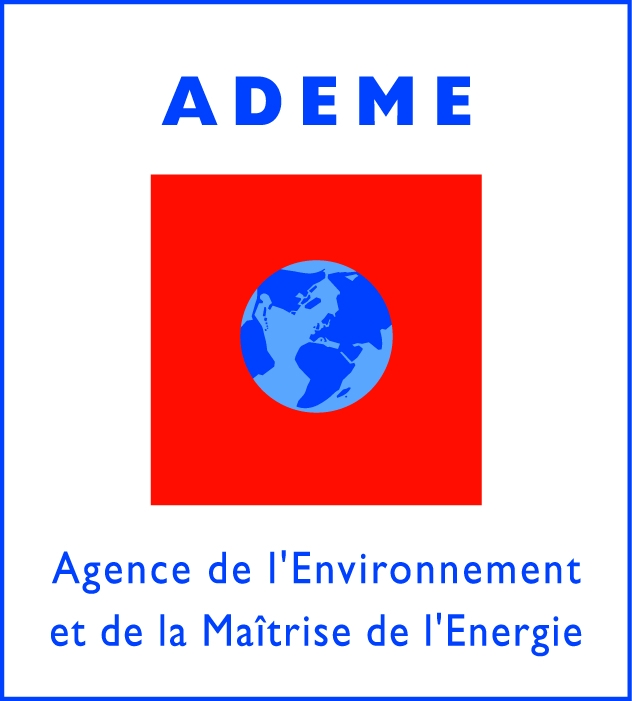 ADEME
Agence de l'Environnement
et de la Maîtrise de l'Energie